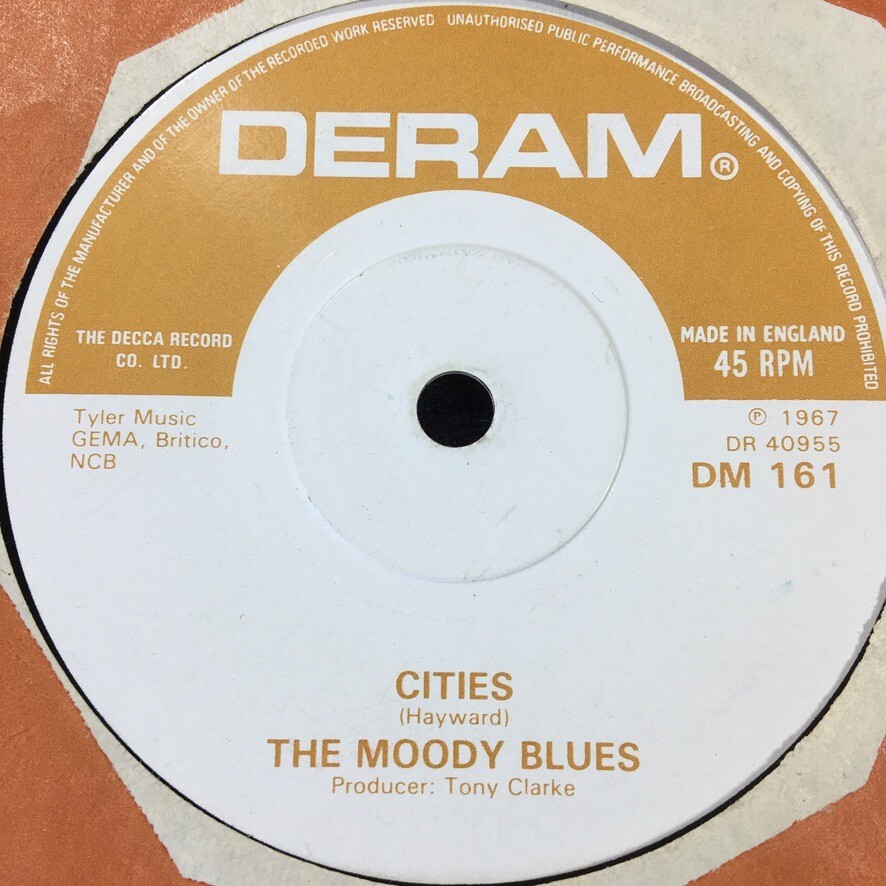 ALL RIGHTS OF THE MANUFACTURER AND OF THE OWNER OF THE RECORDED WORK RESERVED UNAUTHORISED PUBLIC PERFORMANCE BROADCASTING AND COPYING OF THIS RECORD PROHIBITED
DERAM®
THE DECCA RECORD
CO. LTD.
MADE IN ENGLAND
45 RPM
Tyler Music
GEMA, Britico,
NCB
℗ 1967
DR 40955
DM 161
CITIES
(Hayward)
THE MOODY BLUES
Producer: Tony Clarke